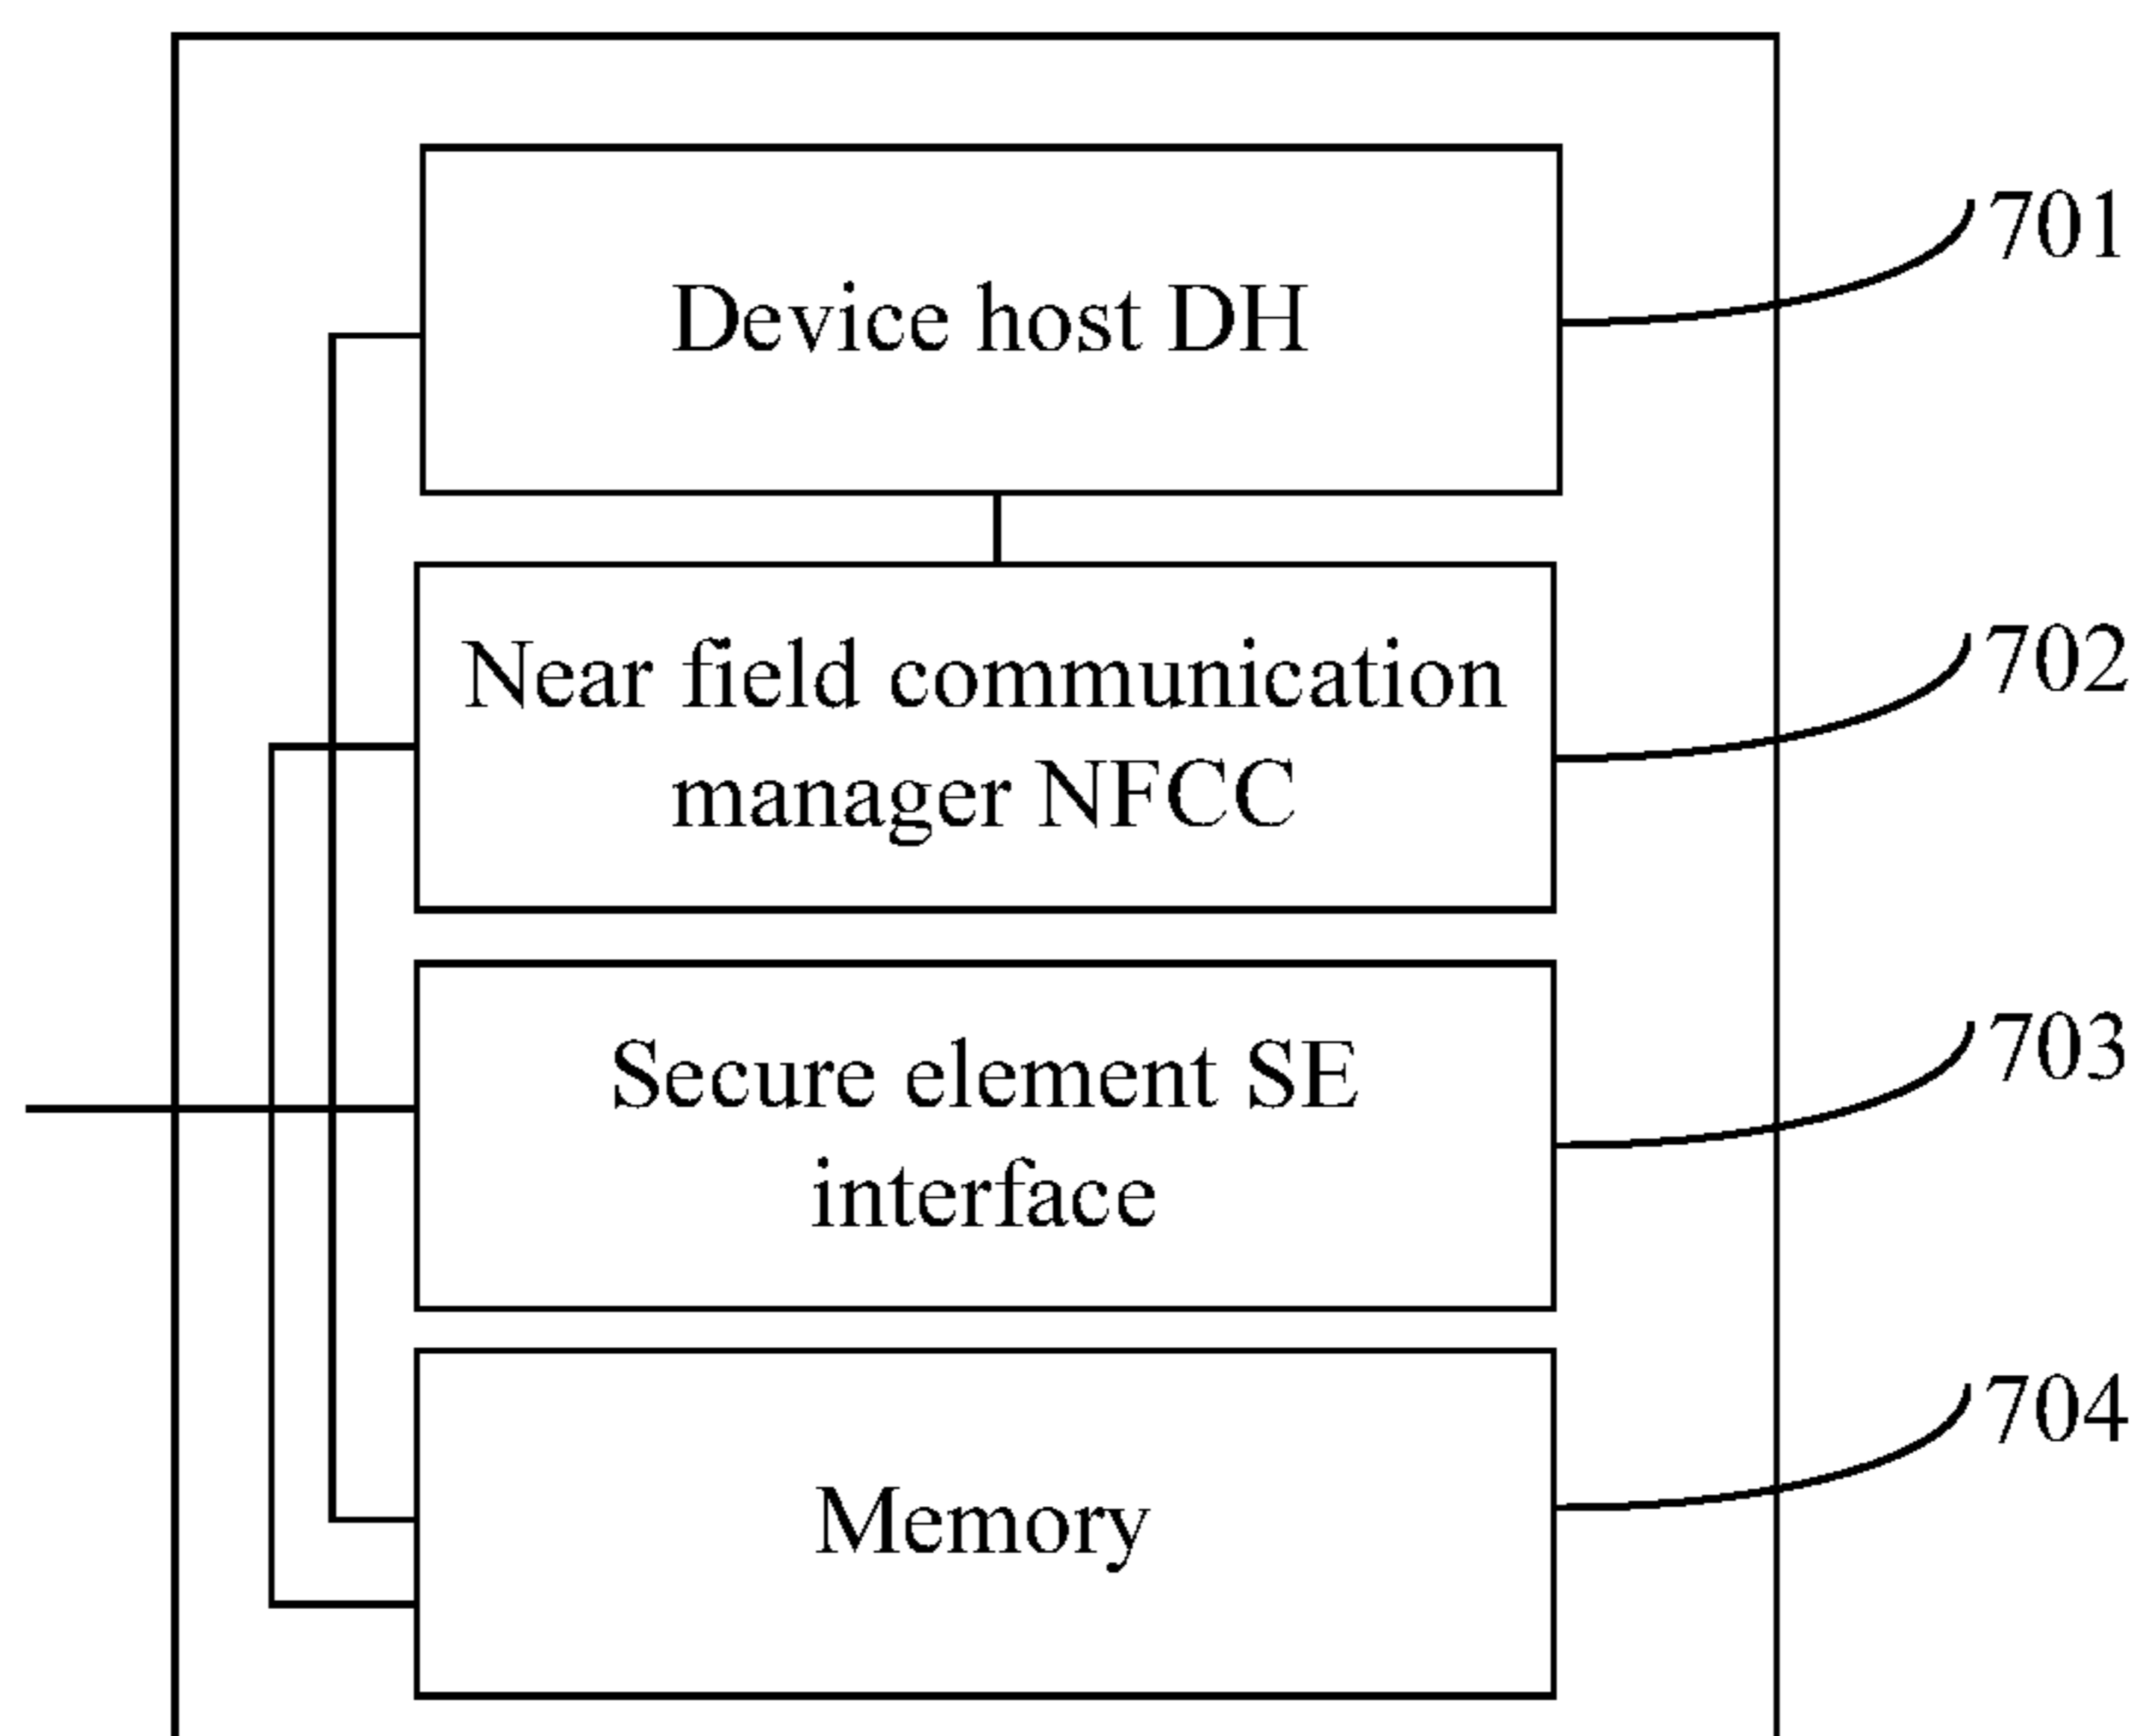 Device host DH
701
Near field communication
manager NFCC
702
Secure element SE
interface
703
Memory
704